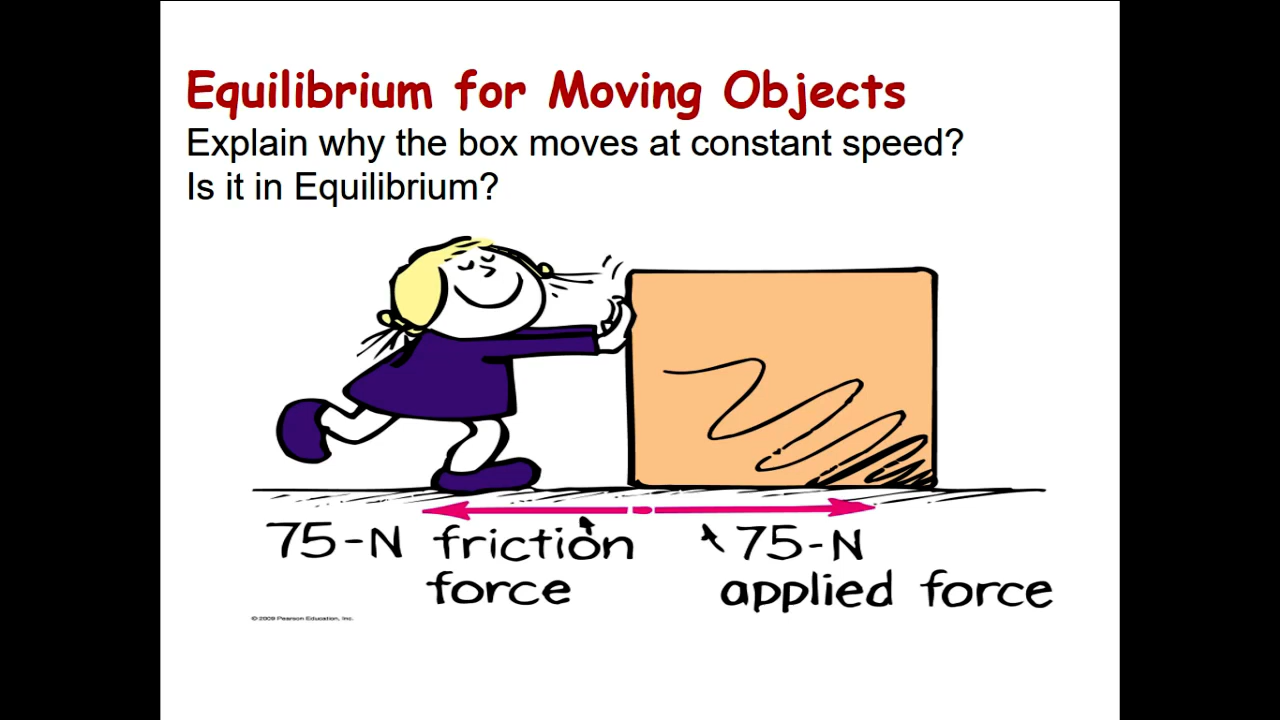 Equilibrium for Moving Objects
Explain why the box moves at constant speed?
Is it in Equilibrium?
75-N friction force
75-N applied force
© 2009 Pearson Education, Inc.